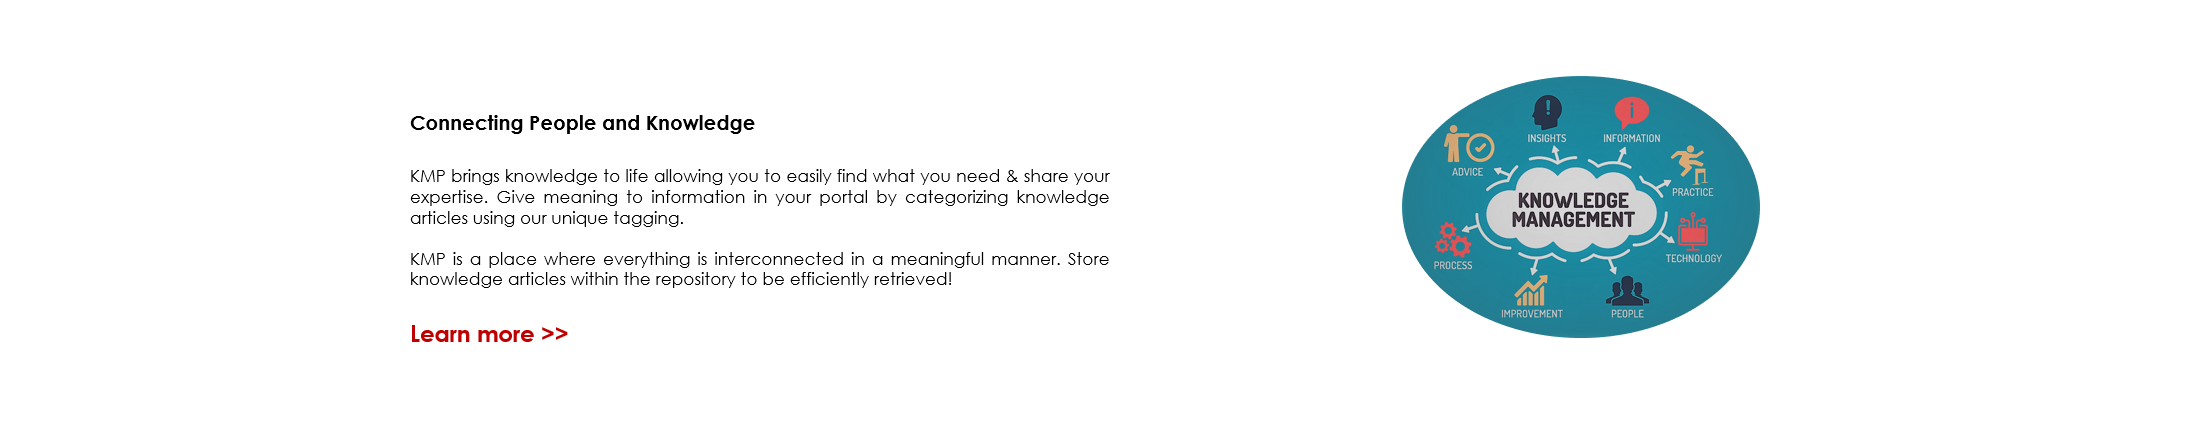 Connecting People and Knowledge
KMP brings knowledge to life allowing you to easily find what you need & share your
expertise. Give meaning to information in your portal by categorizing knowledge
articles using our unique tagging.
KMP is a place where everything is interconnected in a meaningful manner. Store
knowledge articles within the repository to be efficiently retrieved!
Learn more >>
INSIGHTS
INFORMATION
ADVICE
PRACTICE
KNOWLEDGE
MANAGEMENT
PROCESS
TECHNOLOGY
IMPROVEMENT
PEOPLE